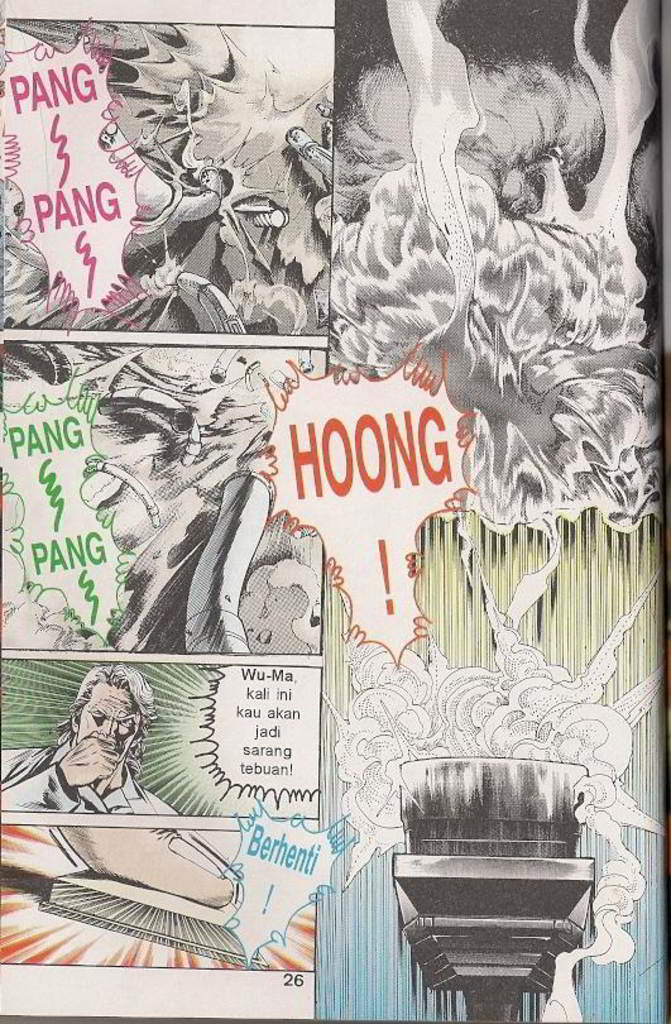 PANG
PANG
PANG
PANG
HOONG
!
Wu-Ma,
kali ini
kau akan
jadi
sarang
tebuan!
Berhenti
!
26